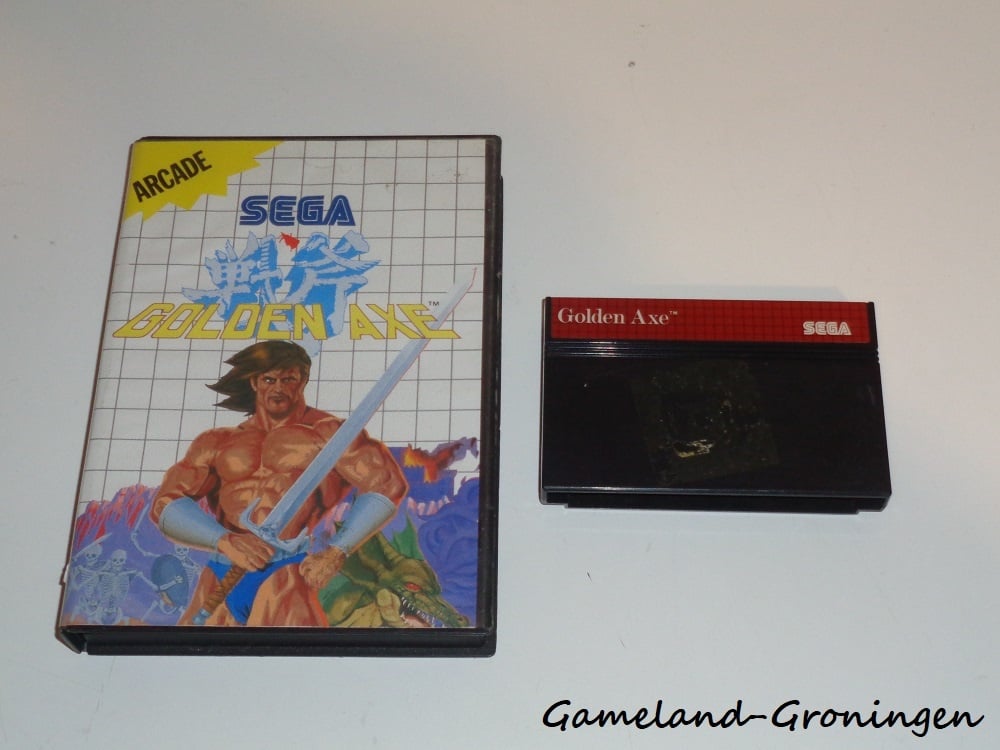 ARCADE
SEGA
戦斧
GOLDEN AXE™
Golden Axe™
SEGA
Gameland-Groningen